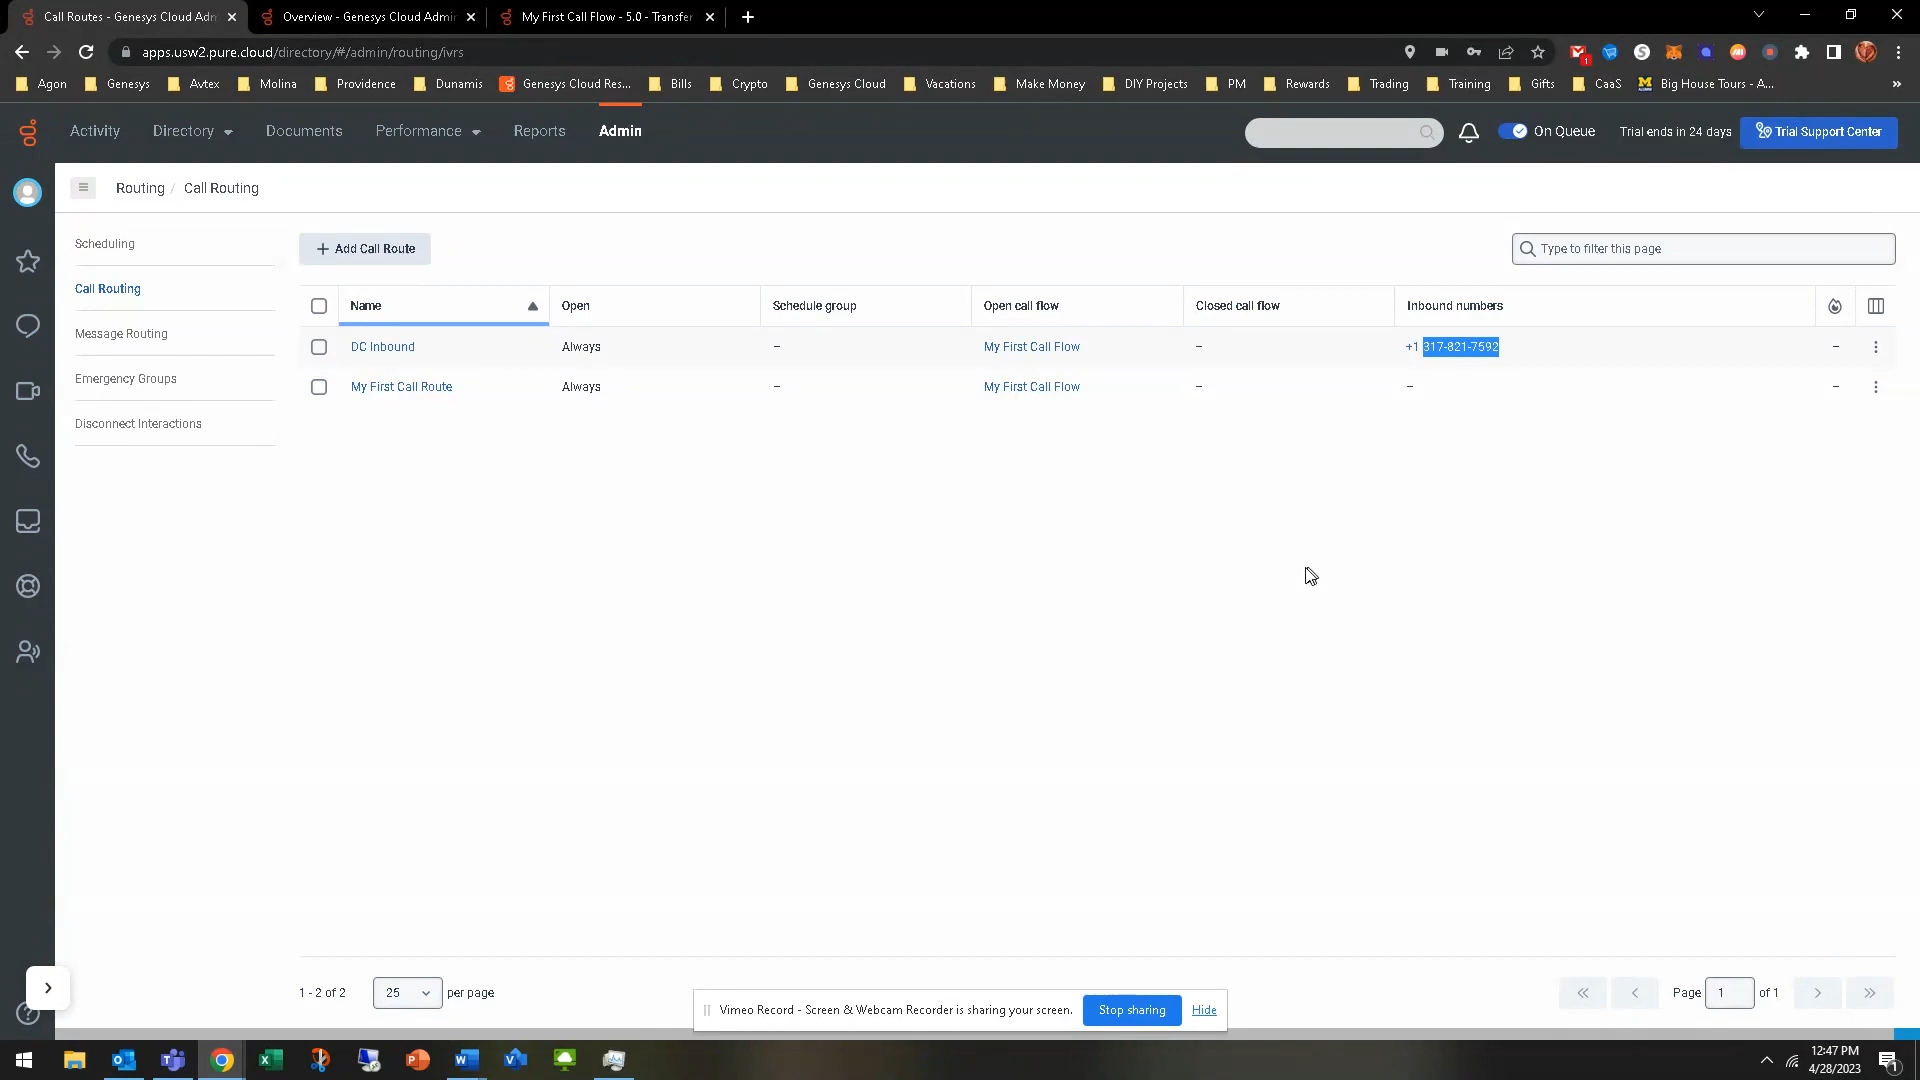 Call Routes - Genesys Cloud Adm
Overview - Genesys Cloud Admin
My First Call Flow - 5.0 - Transfer
apps.usw2.pure.cloud/directory/#/admin/routing/ivrs
1
Agon Genesys Avtex Molina Providence Dunamis Genesys Cloud Res... Bills Crypto Genesys Cloud Vacations Make Money DIY Projects PM Rewards Trading Training Gifts CaaS Big House Tours - A...
Activity Directory Documents Performance Reports Admin On Queue Trial ends in 24 days Trial Support Center
Routing / Call Routing
Scheduling
Call Routing
Message Routing
Emergency Groups
Disconnect Interactions
+ Add Call Route
Type to filter this page
Name Open Schedule group Open call flow Closed call flow Inbound numbers
DC Inbound Always – My First Call Flow – +1 317-821-7592 –
My First Call Route Always – My First Call Flow – – –
1 - 2 of 2 25 per page
Page 1 of 1
Vimeo Record - Screen & Webcam Recorder is sharing your screen. Stop sharing Hide
12:47 PM
4/28/2023
1